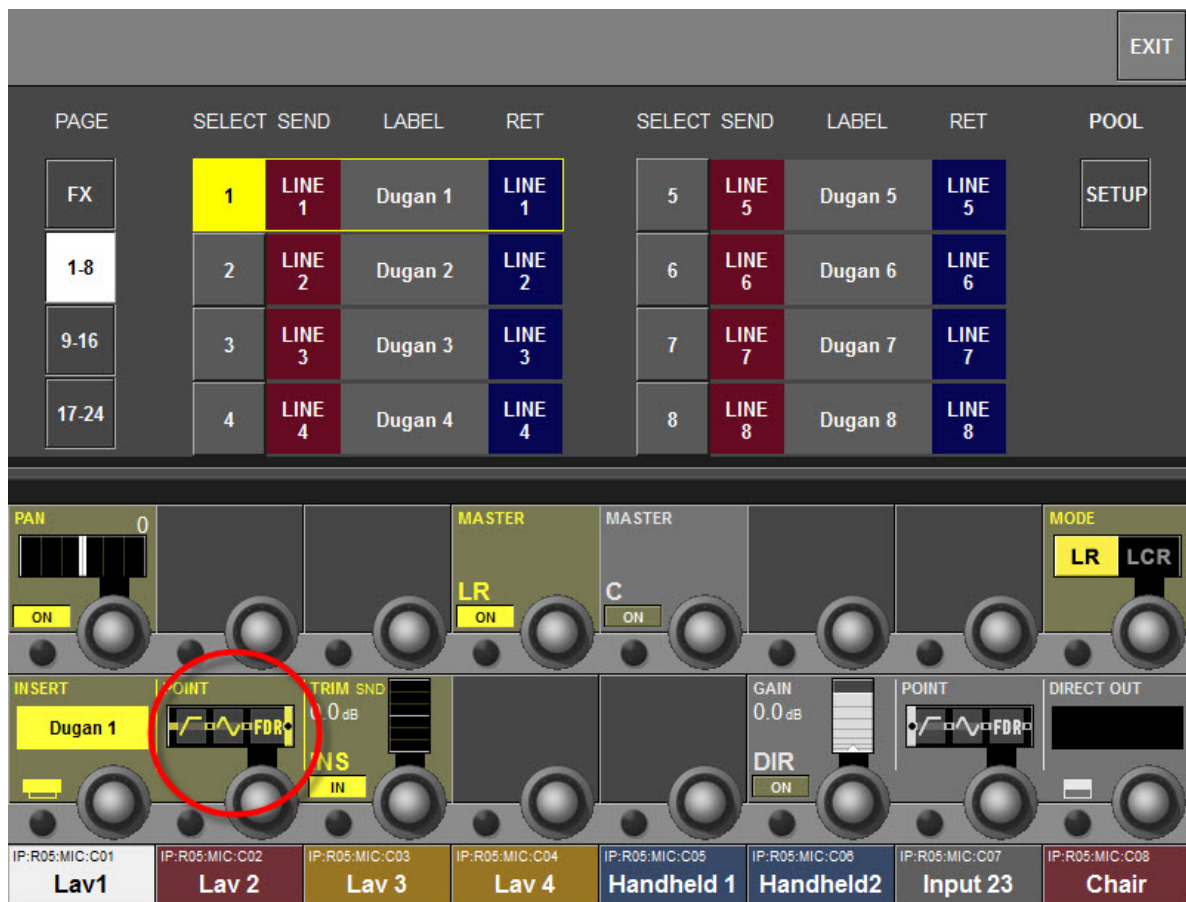 EXIT
PAGE SELECT SEND LABEL RET SELECT SEND LABEL RET POOL
FX 1 LINE 1 Dugan 1 LINE 1 5 LINE 5 Dugan 5 LINE 5 SETUP
1-8 2 LINE 2 Dugan 2 LINE 2 6 LINE 6 Dugan 6 LINE 6
9-16 3 LINE 3 Dugan 3 LINE 3 7 LINE 7 Dugan 7 LINE 7
17-24 4 LINE 4 Dugan 4 LINE 4 8 LINE 8 Dugan 8 LINE 8
PAN 0 MASTER MASTER MODE
LR LCR
LR C
ON ON ON
INSERT POINT TRIM SND GAIN POINT DIRECT OUT
0.0 dB 0.0 dB
Dugan 1 FDR FDR
INS DIR
IN ON
IP:R05:MIC:C01 IP:R05:MIC:C02 IP:R05:MIC:C03 IP:R05:MIC:C04 IP:R05:MIC:C05 IP:R05:MIC:C06 IP:R05:MIC:C07 IP:R05:MIC:C08
Lav1 Lav 2 Lav 3 Lav 4 Handheld 1 Handheld2 Input 23 Chair